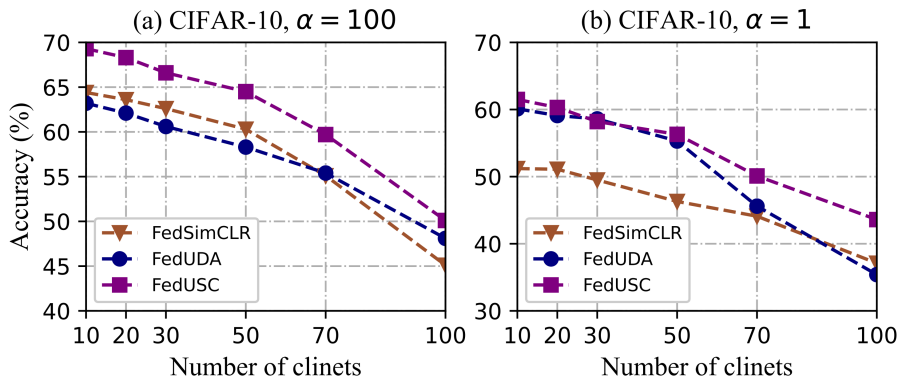 (a) CIFAR-10, α = 100
70
65
60
55
50
45
40
Accuracy (%)
FedSimCLR
FedUDA
FedUSC
10 20 30 50 70 100
Number of clinets
(b) CIFAR-10, α = 1
70
60
50
40
30
FedSimCLR
FedUDA
FedUSC
10 20 30 50 70 100
Number of clinets